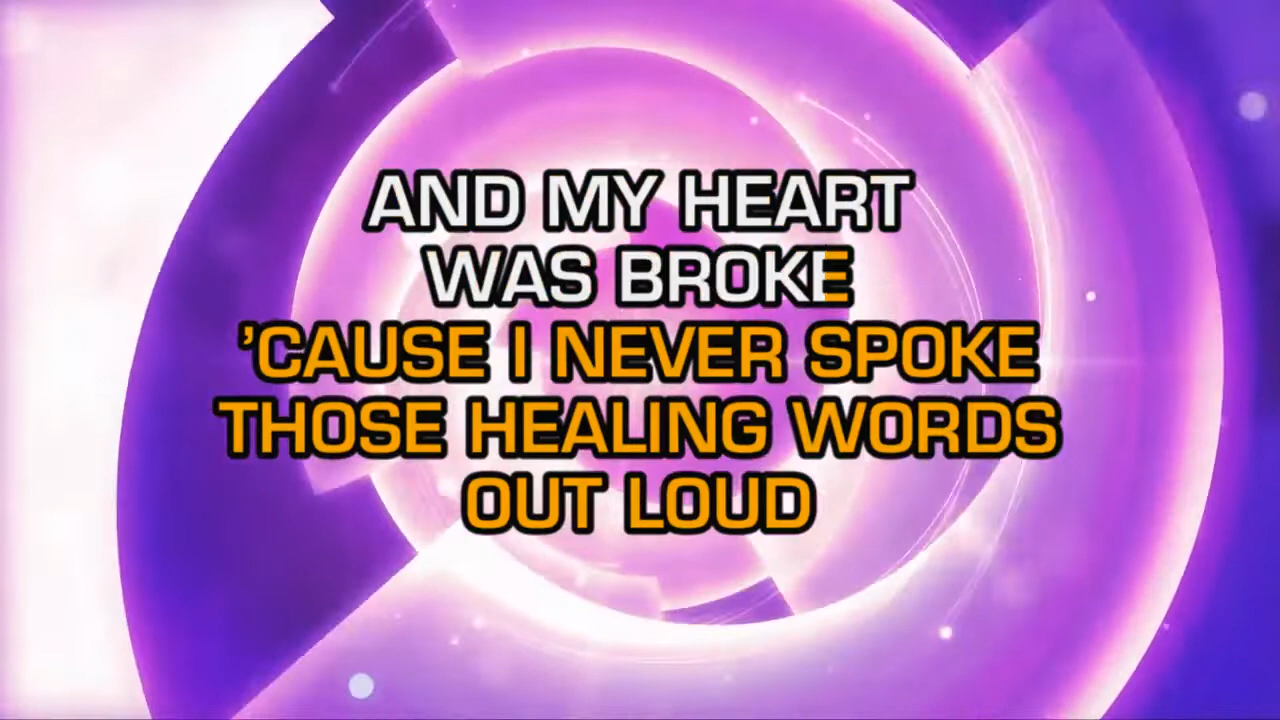 AND MY HEART
WAS BROKE
’CAUSE I NEVER SPOKE
THOSE HEALING WORDS
OUT LOUD